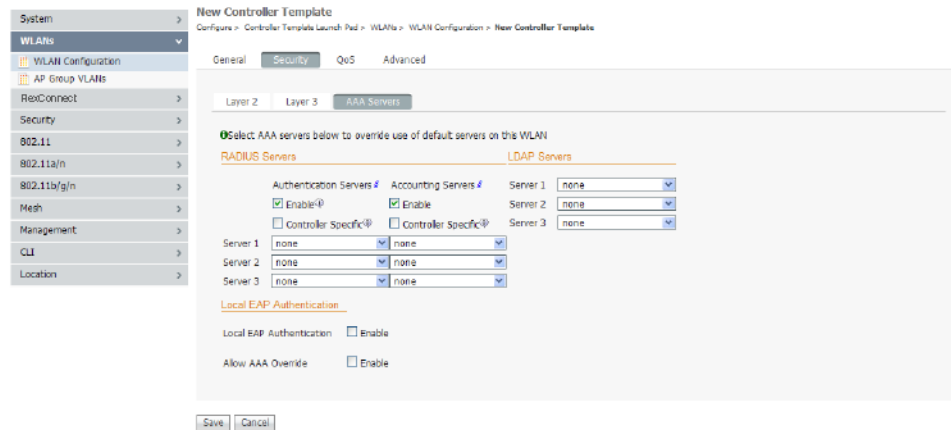 New Controller Template
Configure > Controller Template Launch Pad > WLANs > WLAN Configuration > New Controller Template
System
WLANs
WLAN Configuration
AP Group VLANs
RexConnect
Security
802.11
802.11a/n
802.11b/g/n
Mesh
Management
CLI
Location
General Security QoS Advanced
Layer 2 Layer 3 AAA Servers
Select AAA servers below to override use of default servers on this WLAN
RADIUS Servers LDAP Servers
Authentication Servers Accounting Servers Server 1 none
Enable Enable Server 2 none
Controller Specific Controller Specific Server 3 none
Server 1 none none
Server 2 none none
Server 3 none none
Local EAP Authentication
Local EAP Authentication Enable
Allow AAA Override Enable
Save Cancel